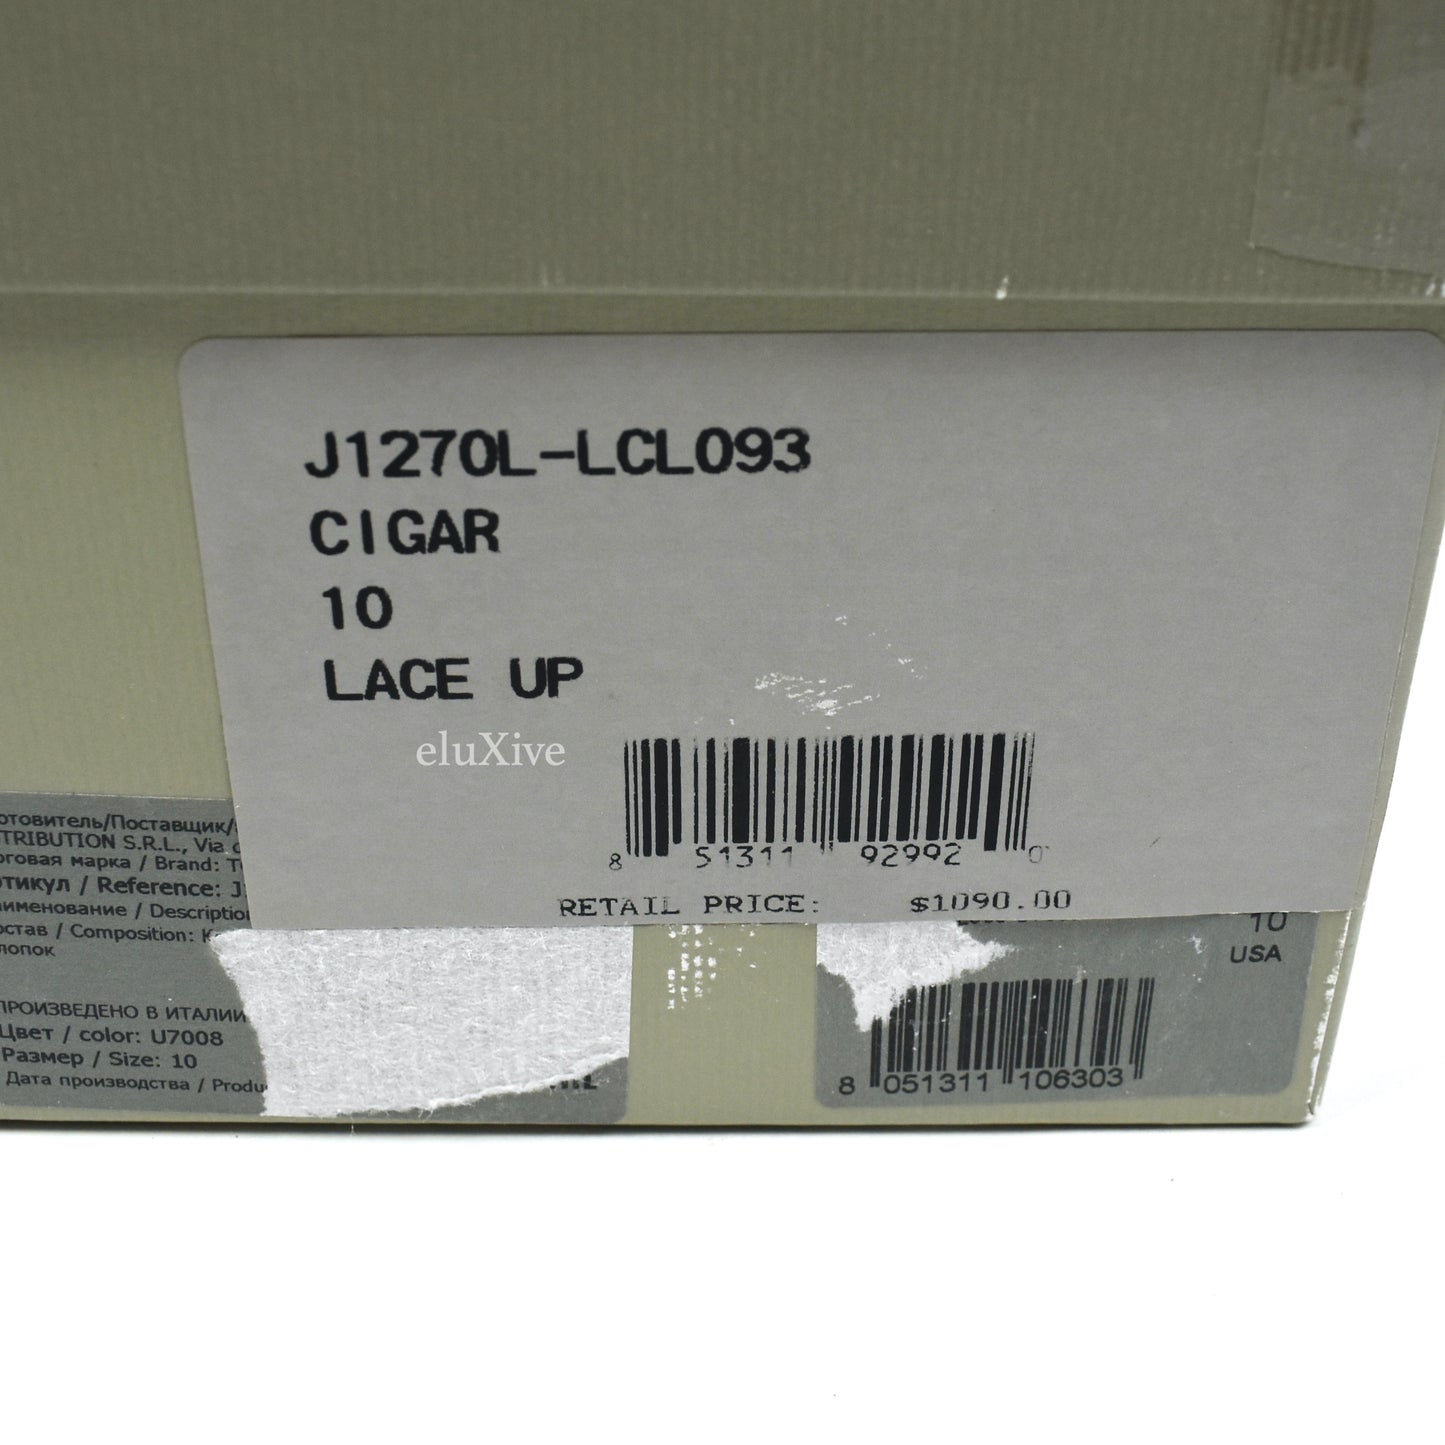 J1270L-LCL093
CIGAR
10
LACE UP
eluXive
8 51311 92992 0
RETAIL PRICE: $1090.00
TRIBUTION S.R.L., Via
марка / Brand:
/ Reference: J
/ Description
/ Composition:
ПРОИЗВЕДЕНО В ИТАЛИИ
Цвет / color: U7008
Размер / Size: 10
Дата производства /
10
USA
8 051311 106303